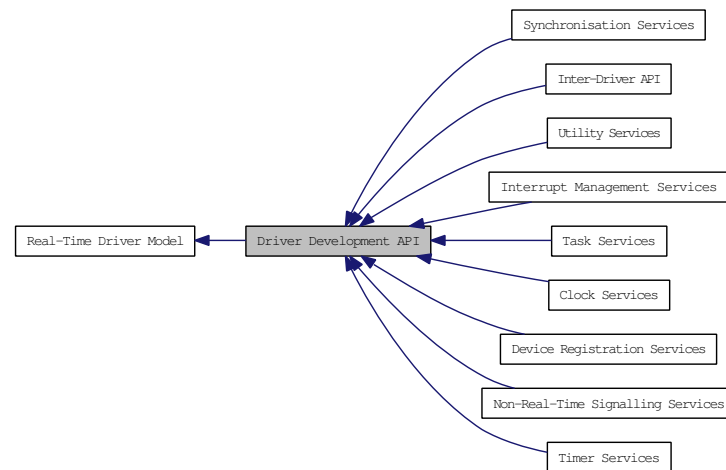 Synchronisation Services
Inter-Driver API
Utility Services
Interrupt Management Services
Real-Time Driver Model
Driver Development API
Task Services
Clock Services
Device Registration Services
Non-Real-Time Signalling Services
Timer Services